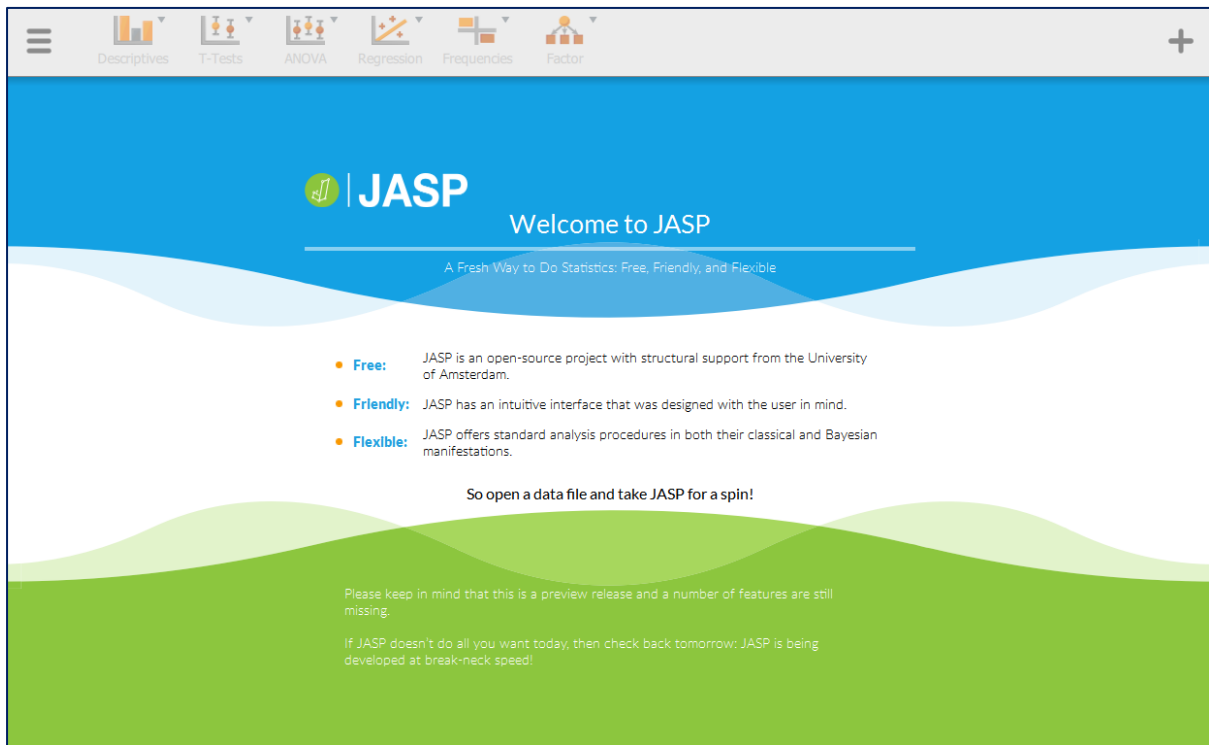 Descriptives T-Tests ANOVA Regression Frequencies Factor
JASP
Welcome to JASP
A Fresh Way to Do Statistics: Free, Friendly, and Flexible
Free: JASP is an open-source project with structural support from the University
of Amsterdam.
Friendly: JASP has an intuitive interface that was designed with the user in mind.
Flexible: JASP offers standard analysis procedures in both their classical and Bayesian
manifestations.
So open a data file and take JASP for a spin!
Please keep in mind that this is a preview release and a number of features are still
missing.
If JASP doesn't do all you want today, then check back tomorrow: JASP is being
developed at break-neck speed!